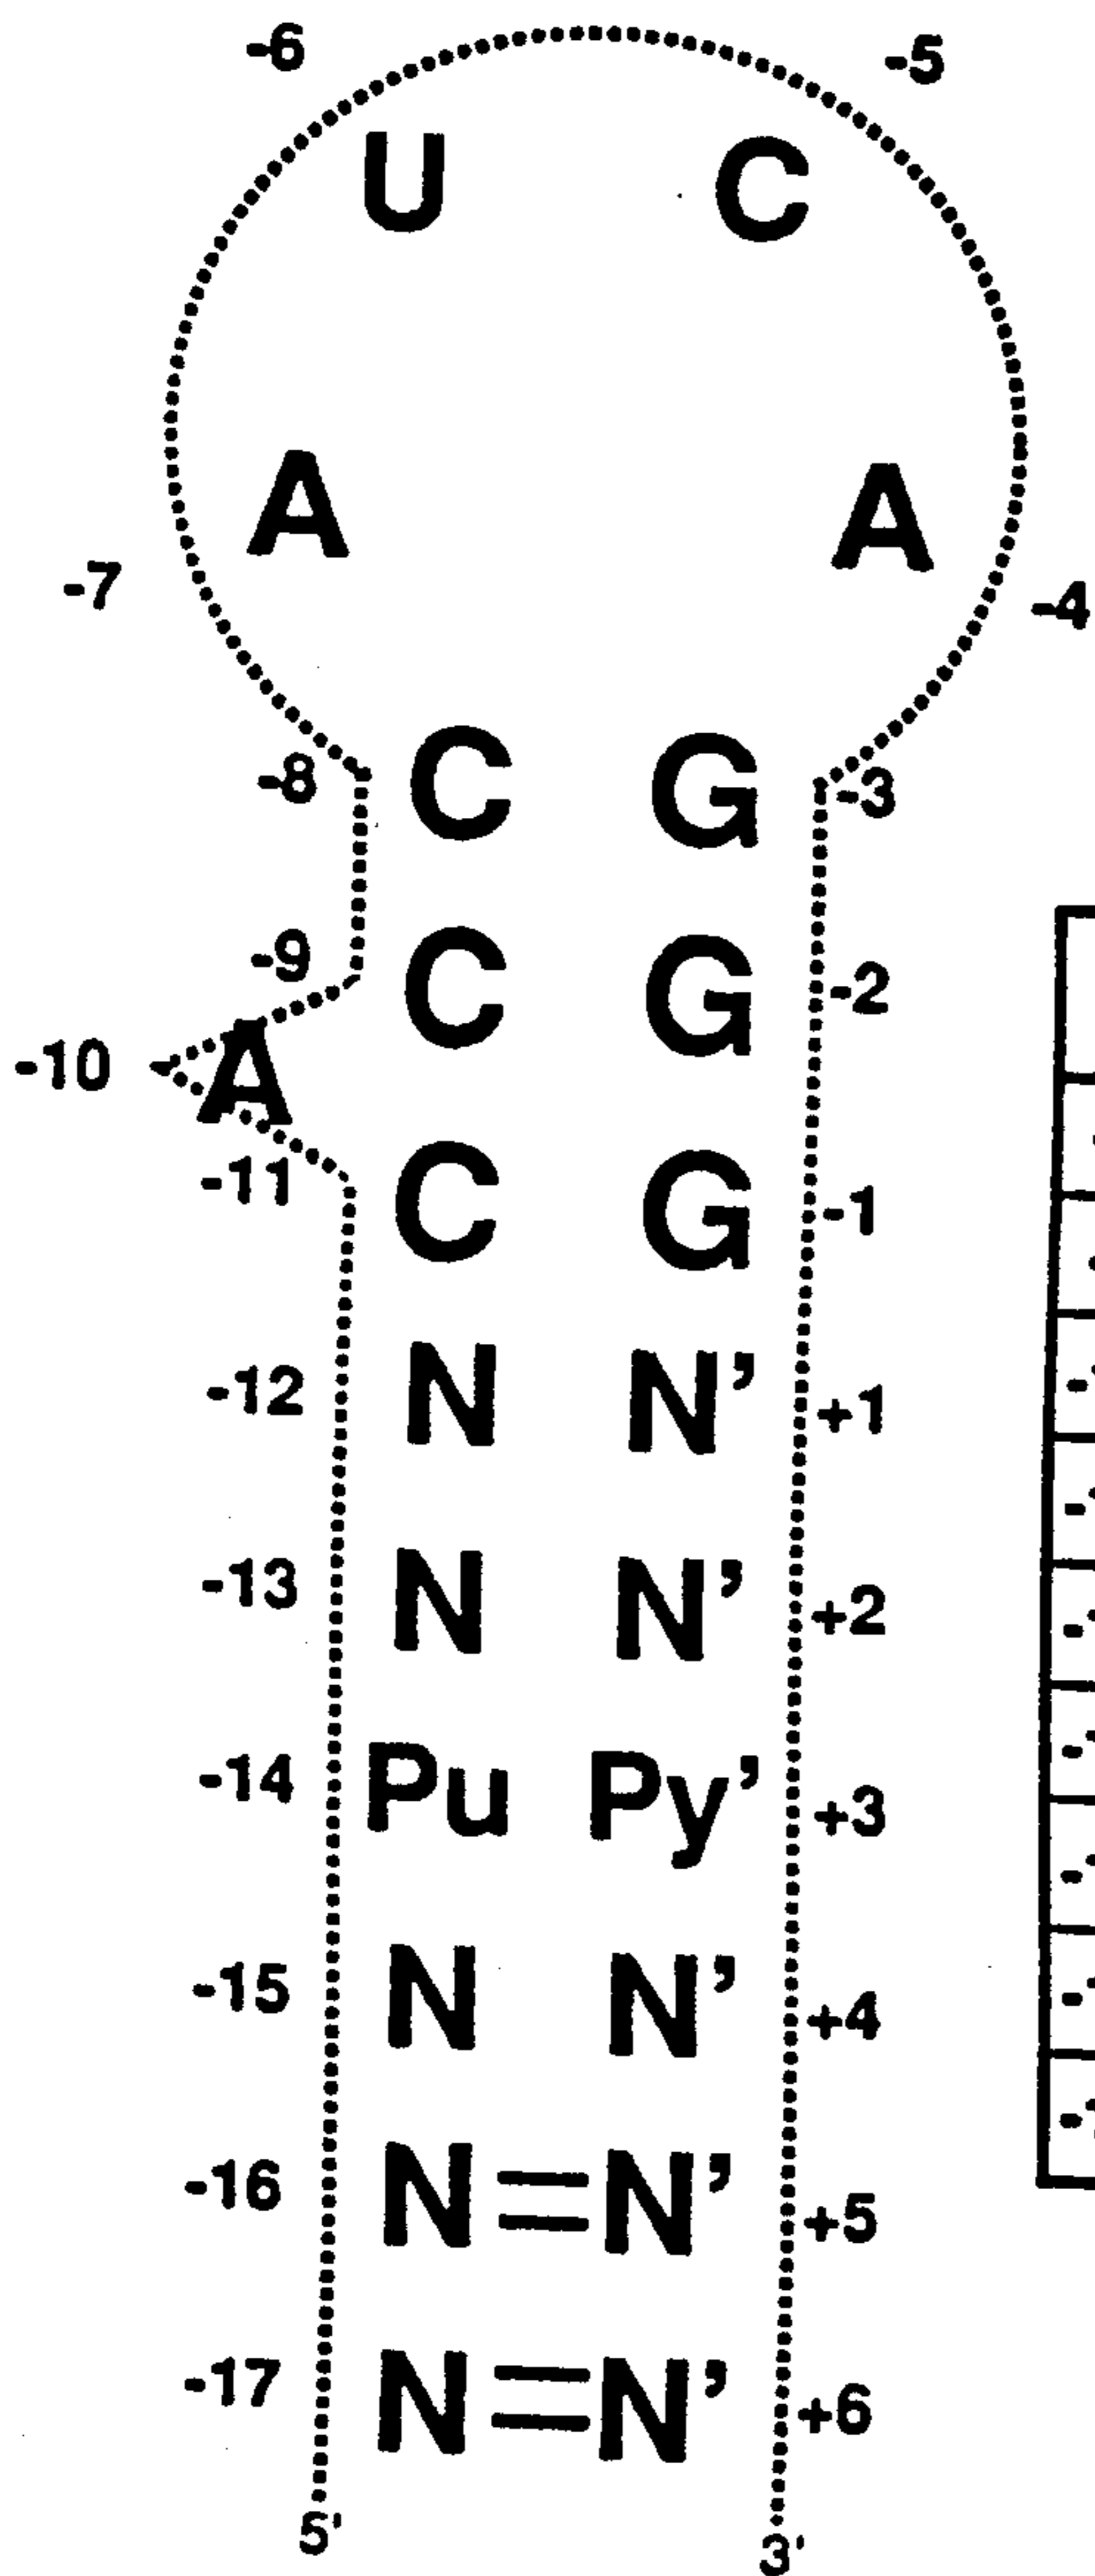 -6 -5
U C
A A
-7 -4
-8 C G -3
-9 C G -2
-10 A
-11 C G -1
-12 N N’ +1
-13 N N’ +2
-14 Pu Py’ +3
-15 N N’ +4
-16 N N’ +5
-17 N N’ +6
5' 3'